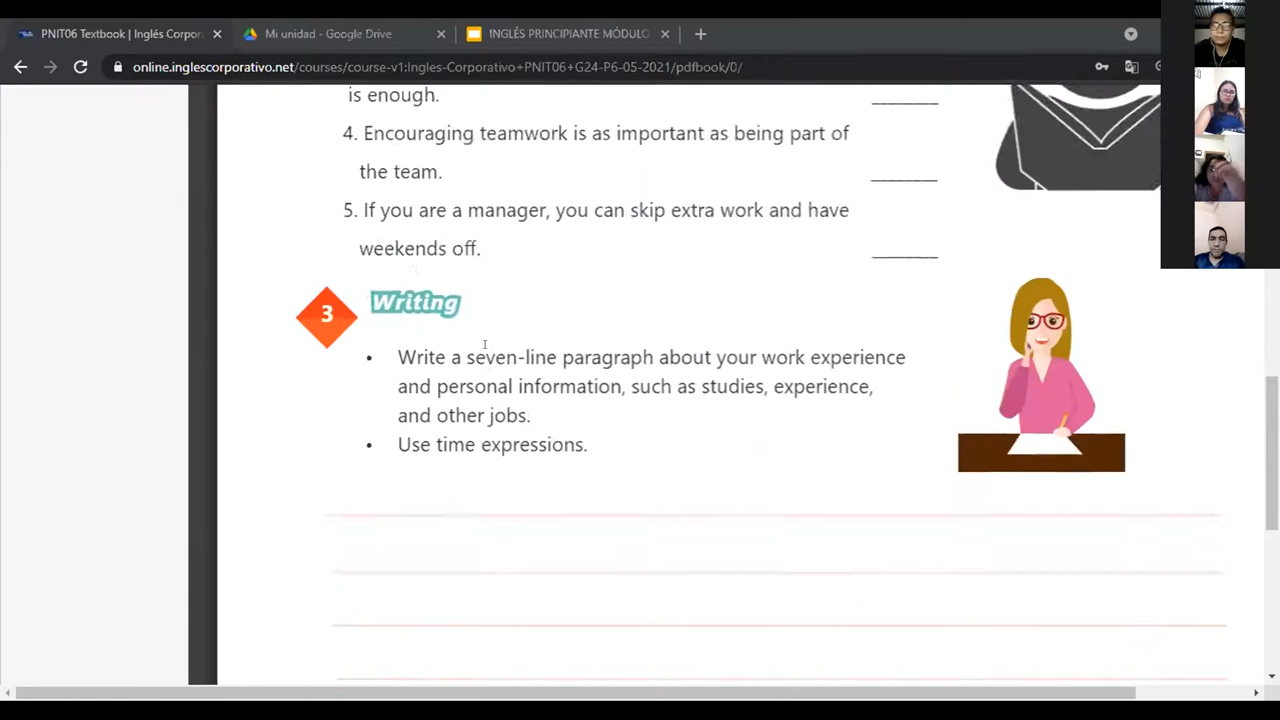 PNIT06 Textbook | Inglés Corpor
Mi unidad - Google Drive
INGLÉS PRINCIPIANTE MÓDULO
online.inglescorporativo.net/courses/course-v1:Ingles-Corporativo+PNIT06+G24-P6-05-2021/pdfbook/0/
is enough.
4. Encouraging teamwork is as important as being part of
the team.
5. If you are a manager, you can skip extra work and have
weekends off.
3
Writing
• Write a seven-line paragraph about your work experience
and personal information, such as studies, experience,
and other jobs.
• Use time expressions.